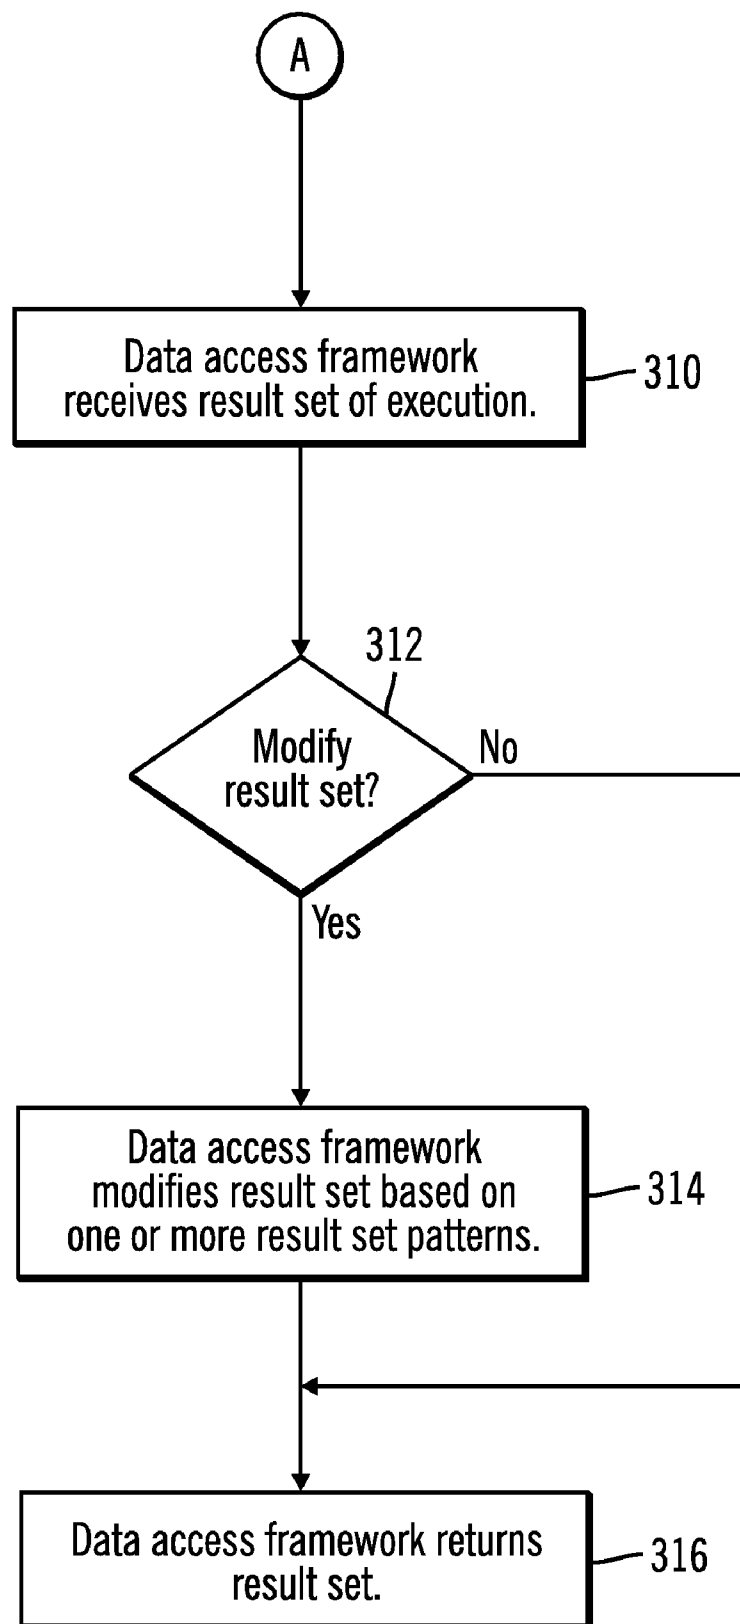 A
Data access framework
receives result set of execution.
310
312
Modify
result set?
No
Yes
Data access framework
modifies result set based on
one or more result set patterns.
314
Data access framework returns
result set.
316